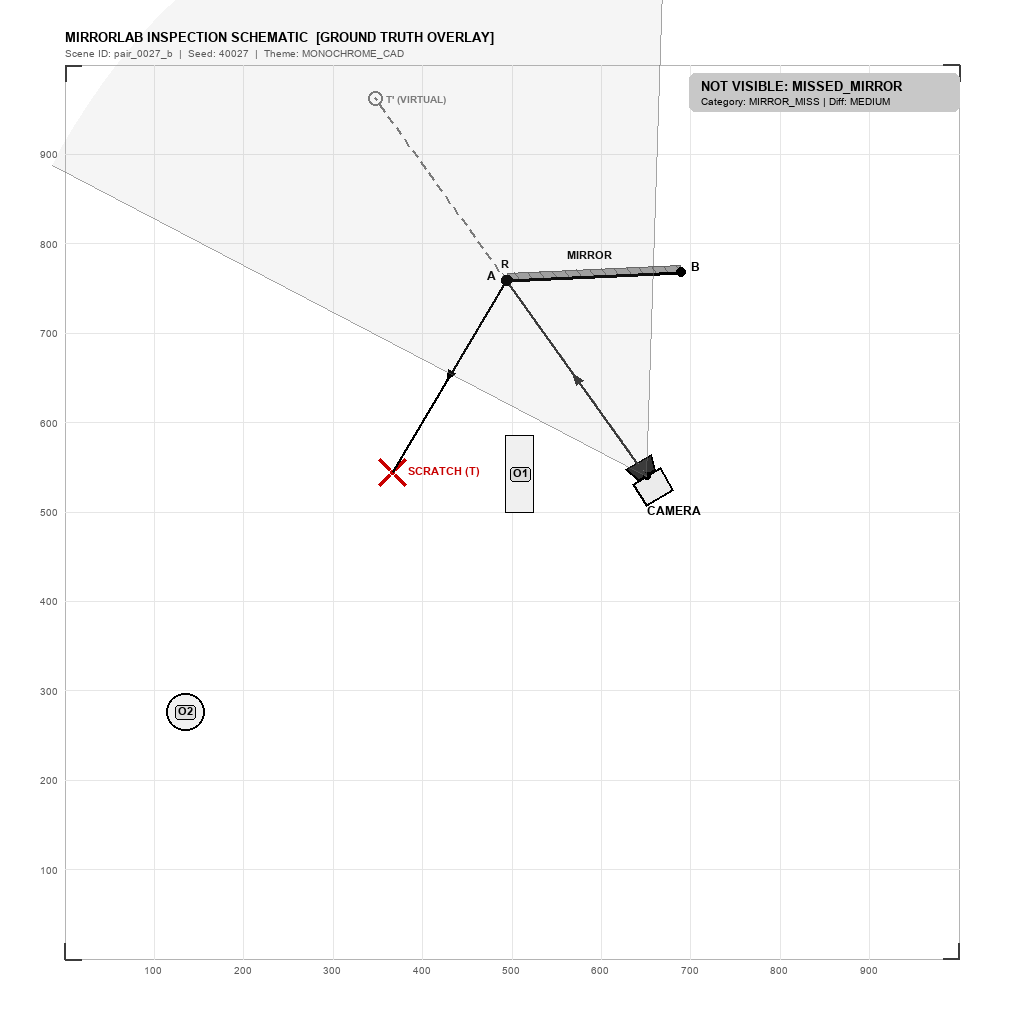 MIRRORLAB INSPECTION SCHEMATIC [GROUND TRUTH OVERLAY]
Scene ID: pair_0027_b | Seed: 40027 | Theme: MONOCHROME_CAD
NOT VISIBLE: MISSED_MIRROR
Category: MIRROR_MISS | Diff: MEDIUM
T' (VIRTUAL)
900
800
MIRROR
R
A
B
700
600
SCRATCH (T)
O1
CAMERA
500
400
300
O2
200
100
100 200 300 400 500 600 700 800 900